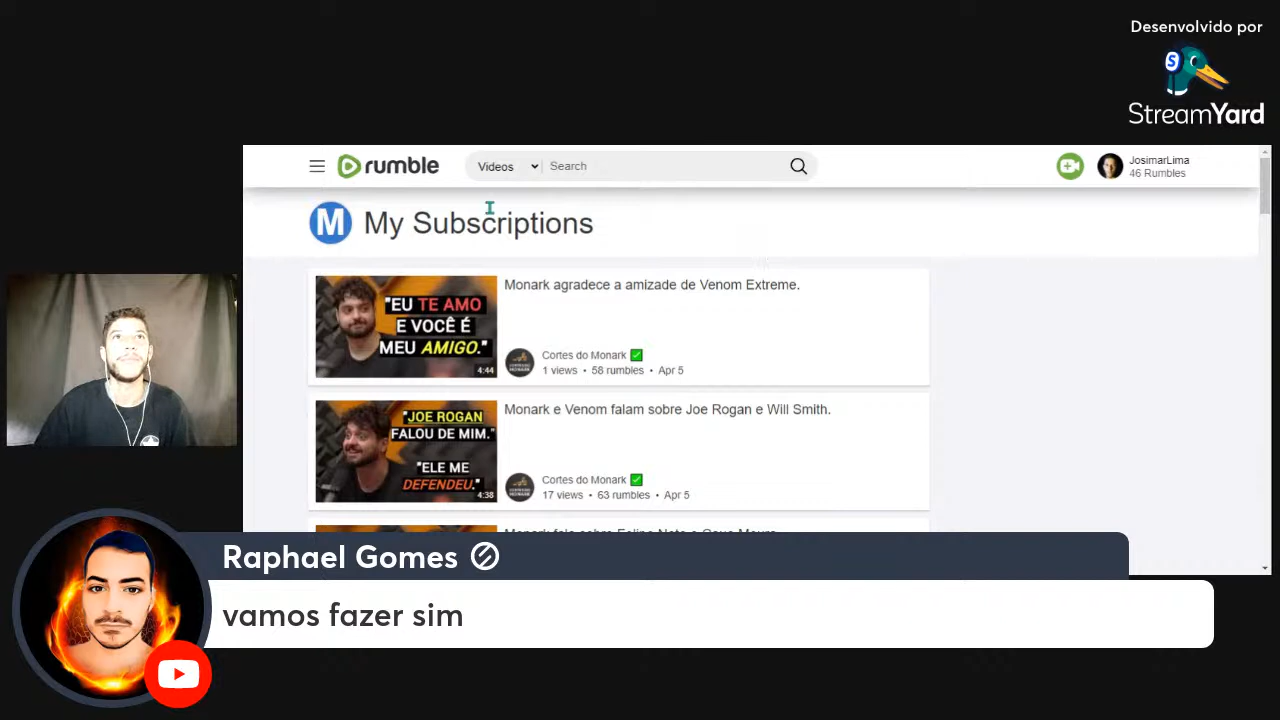 Desenvolvido por
StreamYard
rumble
Videos
Search
JosimarLima
46 Rumbles
M My Subscriptions
"EU TE AMO
E VOCÊ É
MEU AMIGO."
4:44
Monark agradece a amizade de Venom Extreme.
Cortes do Monark
1 views • 58 rumbles • Apr 5
"JOE ROGAN
FALOU DE MIM."
"ELE ME
DEFENDEU."
4:38
Monark e Venom falam sobre Joe Rogan e Will Smith.
Cortes do Monark
17 views • 63 rumbles • Apr 5
Raphael Gomes
vamos fazer sim